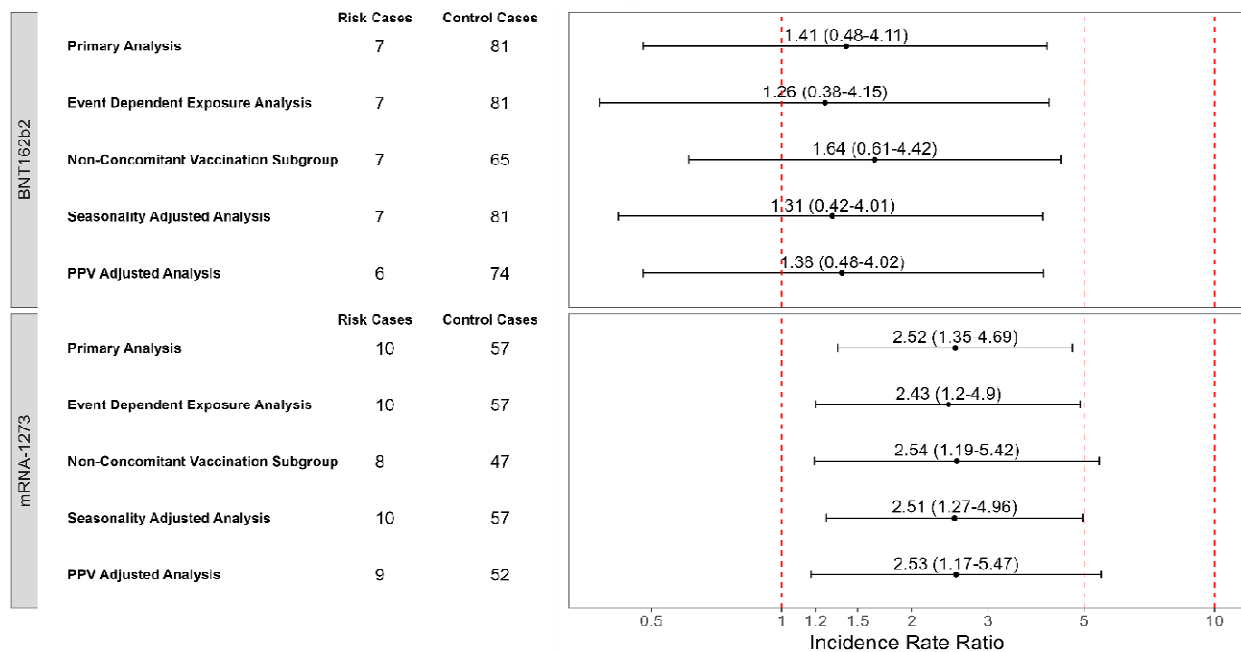 BNT162b2
Risk Cases Control Cases
Primary Analysis 7 81 1.41 (0.48-4.11)
Event Dependent Exposure Analysis 7 81 1.26 (0.38-4.15)
Non-Concomitant Vaccination Subgroup 7 65 1.64 (0.61-4.42)
Seasonality Adjusted Analysis 7 81 1.31 (0.42-4.01)
PPV Adjusted Analysis 6 74 1.38 (0.48-4.02)
mRNA-1273
Risk Cases Control Cases
Primary Analysis 10 57 2.52 (1.35-4.69)
Event Dependent Exposure Analysis 10 57 2.43 (1.2-4.9)
Non-Concomitant Vaccination Subgroup 8 47 2.54 (1.19-5.42)
Seasonality Adjusted Analysis 10 57 2.51 (1.27-4.96)
PPV Adjusted Analysis 9 52 2.53 (1.17-5.47)
0.5 1 1.2 1.5 2 3 5 10
Incidence Rate Ratio